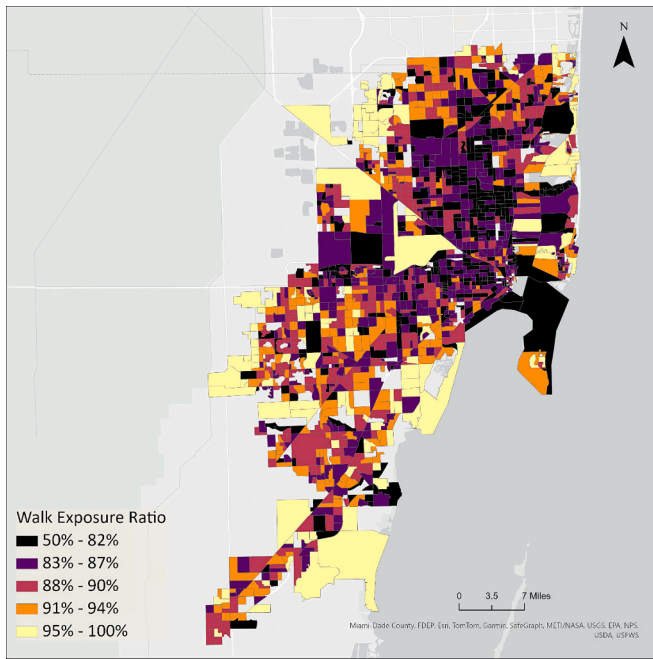 N
Walk Exposure Ratio
50% - 82%
83% - 87%
88% - 90%
91% - 94%
95% - 100%
0 3.5 7 Miles
Miami-Dade County, FDEP, Esri, TomTom, Garmin, SafeGraph, METI/NASA, USGS, EPA, NPS,
USDA, USFWS